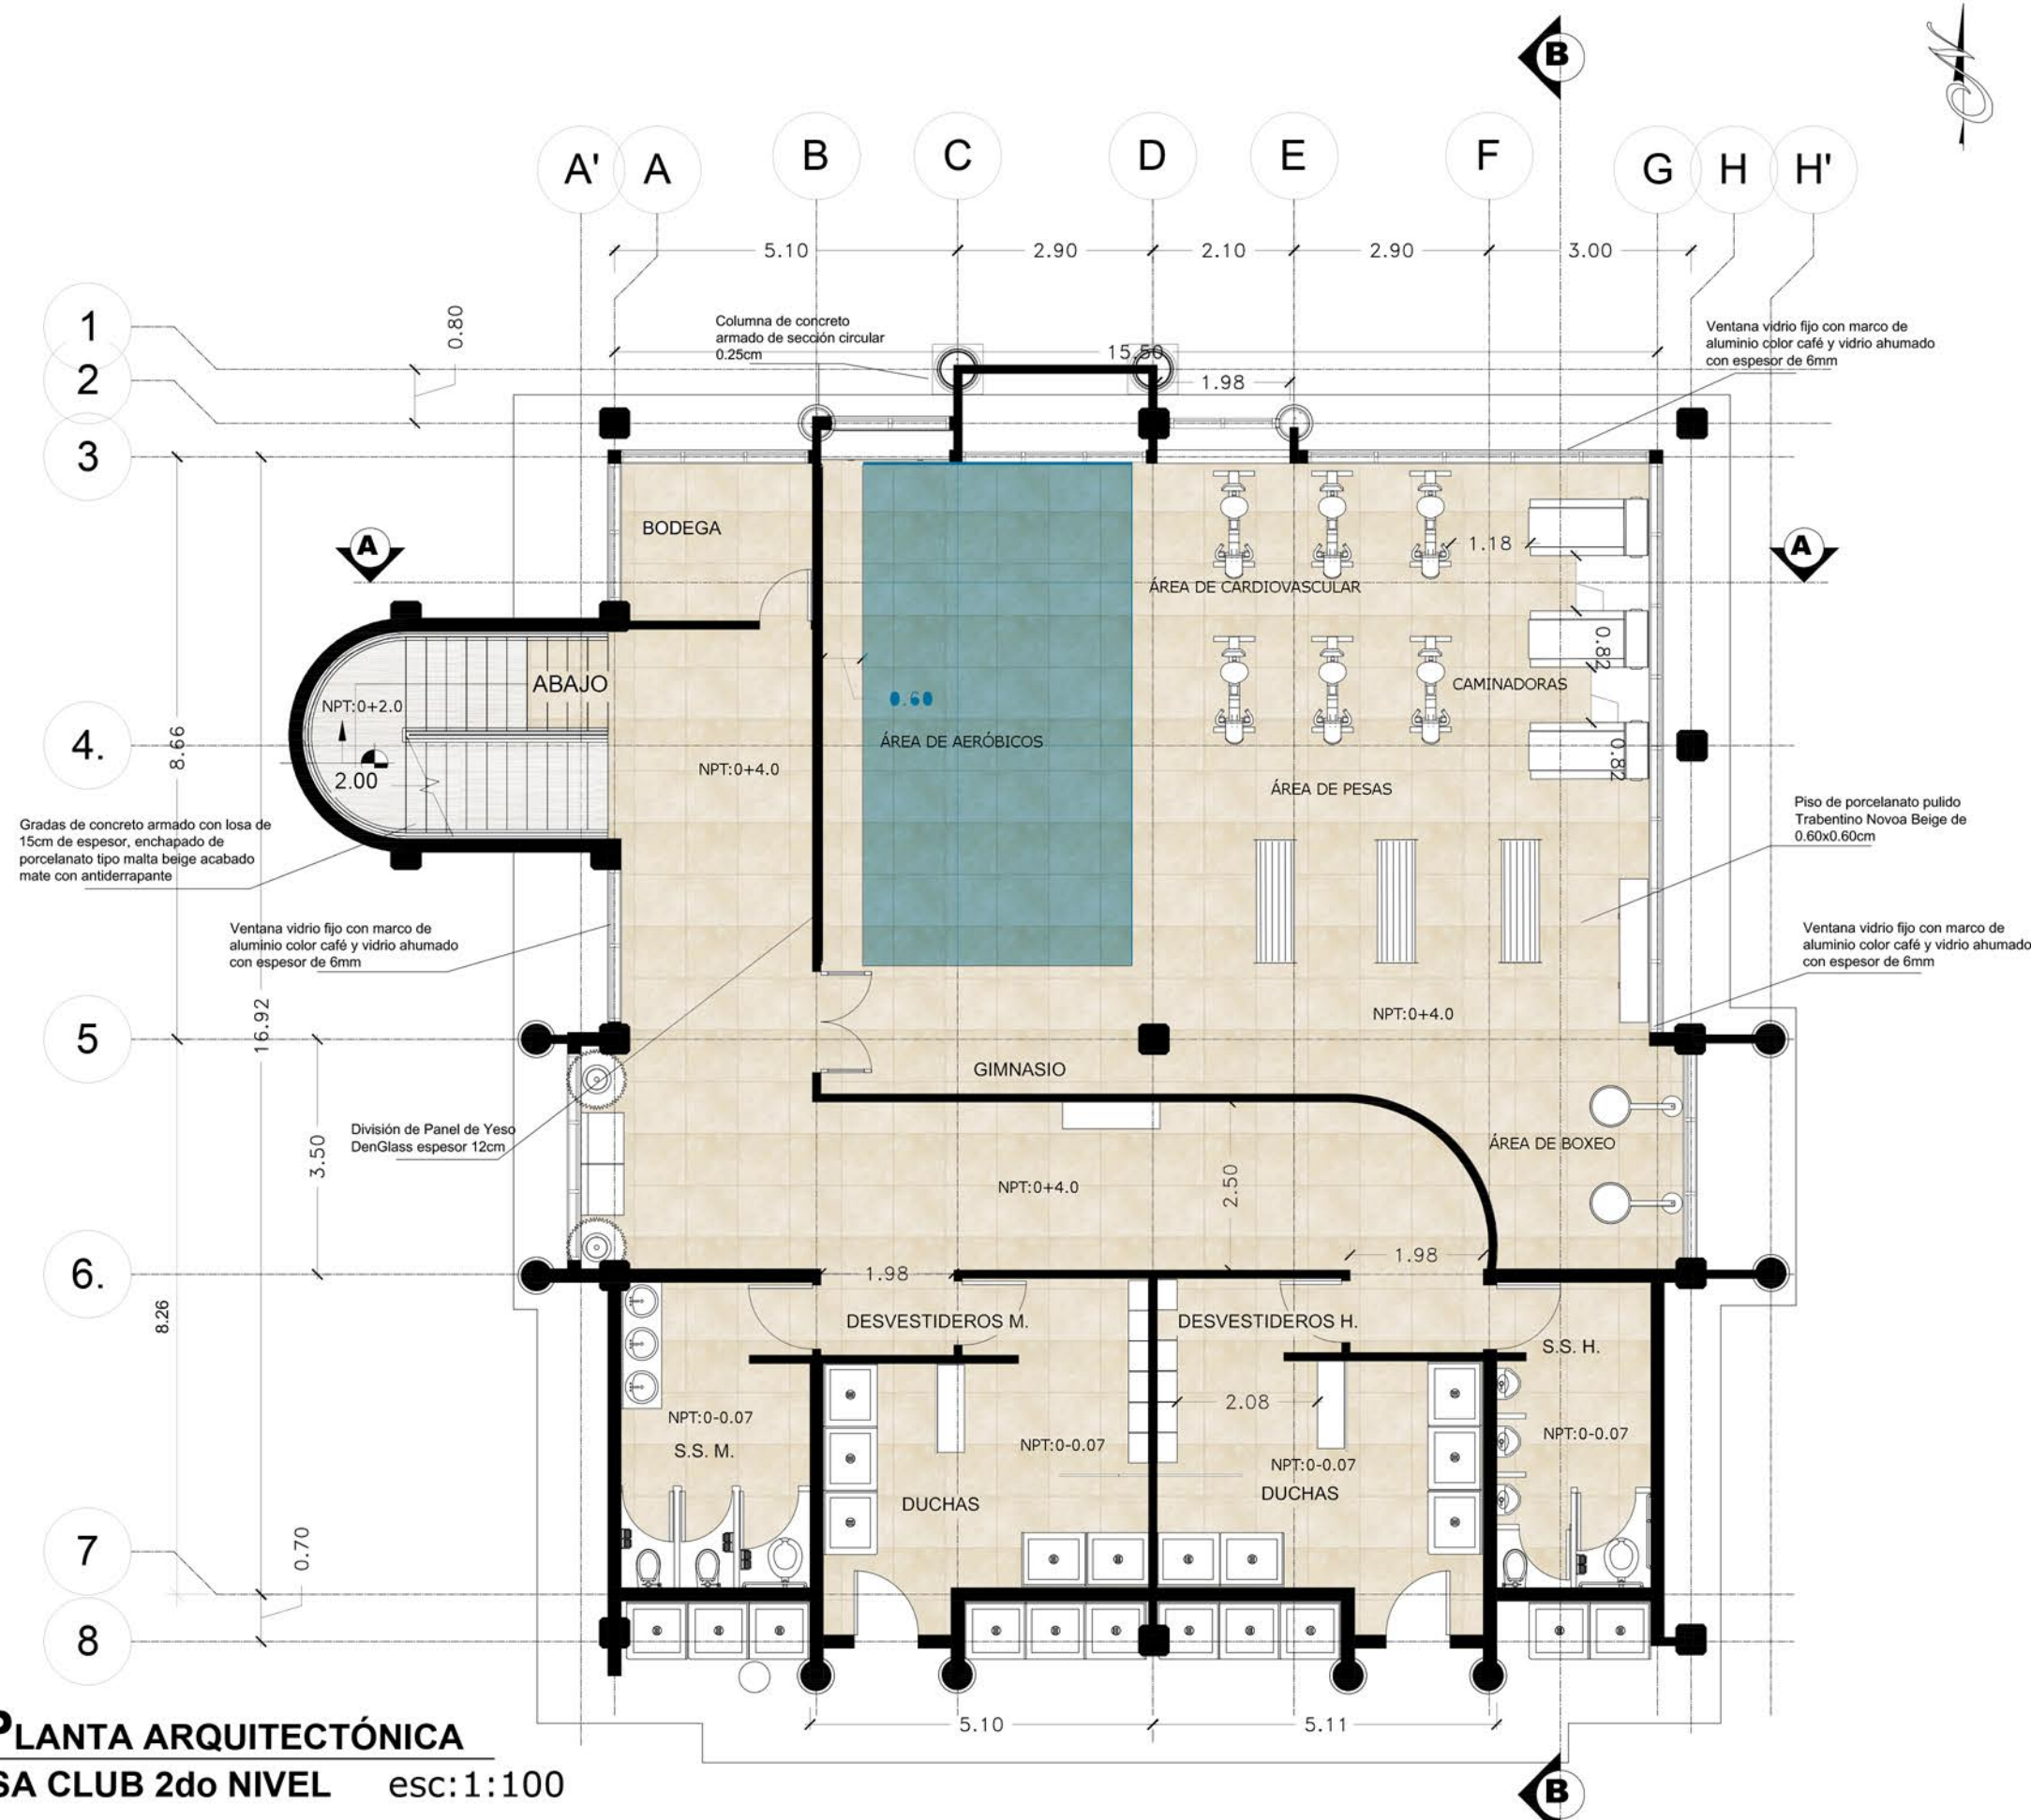 B
A' A B C D E F G H H'
5.10 2.90 2.10 2.90 3.00
1
2
3
4.
5
6.
7
8
0.80
Columna de concreto
armado de sección circular
0.25cm
15.50
1.98
Ventana vidrio fijo con marco de
aluminio color café y vidrio ahumado
con espesor de 6mm
BODEGA
A
A
1.18
ÁREA DE CARDIOVASCULAR
0.82
ABAJO
NPT:0+2.0
2.00
0.60
ÁREA DE AERÓBICOS
NPT:0+4.0
CAMINADORAS
0.82
ÁREA DE PESAS
8.66
16.92
Gradas de concreto armado con losa de
15cm de espesor, enchapado de
porcelanato tipo malta beige acabado
mate con antiderrapante
Piso de porcelanato pulido
Trabentino Novoa Beige de
0.60x0.60cm
Ventana vidrio fijo con marco de
aluminio color café y vidrio ahumado
con espesor de 6mm
Ventana vidrio fijo con marco de
aluminio color café y vidrio ahumado
con espesor de 6mm
NPT:0+4.0
GIMNASIO
División de Panel de Yeso
DenGlass espesor 12cm
3.50
ÁREA DE BOXEO
NPT:0+4.0
2.50
1.98
1.98
8.26
DESVESTIDEROS M.
DESVESTIDEROS H.
S.S. H.
NPT:0-0.07
S.S. M.
NPT:0-0.07
2.08
NPT:0-0.07
NPT:0-0.07
DUCHAS
DUCHAS
0.70
5.10 5.11
PLANTA ARQUITECTÓNICA
SA CLUB 2do NIVEL esc:1:100
B